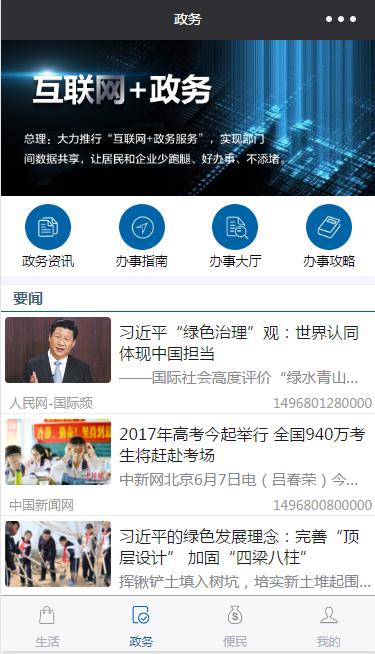 政务
互联网+政务
总理：大力推行“互联网+政务服务”，实现部门
间数据共享，让居民和企业少跑腿、好办事、不添堵。
政务资讯 办事指南 办事大厅 办事攻略
要闻
习近平“绿色治理”观：世界认同
体现中国担当
——国际社会高度评价“绿水青山...
人民网-国际频 1496801280000
2017年高考今起举行 全国940万考
生将赶赴考场
中新网北京6月7日电（吕春荣）今...
中国新闻网 1496800800000
习近平的绿色发展理念：完善“顶
层设计” 加固“四梁八柱”
挥锹铲土填入树坑，培实新土堆起围...
生活 政务 便民 我的